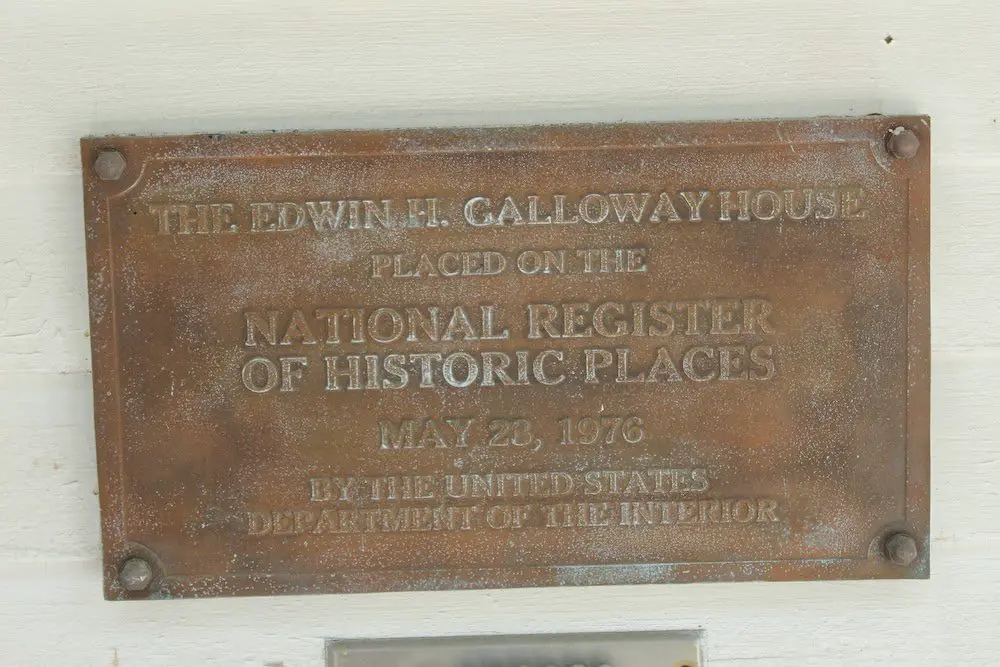 THE EDWIN H. GALLOWAY HOUSE
PLACED ON THE
NATIONAL REGISTER
OF HISTORIC PLACES
MAY 28, 1976
BY THE UNITED STATES
DEPARTMENT OF THE INTERIOR